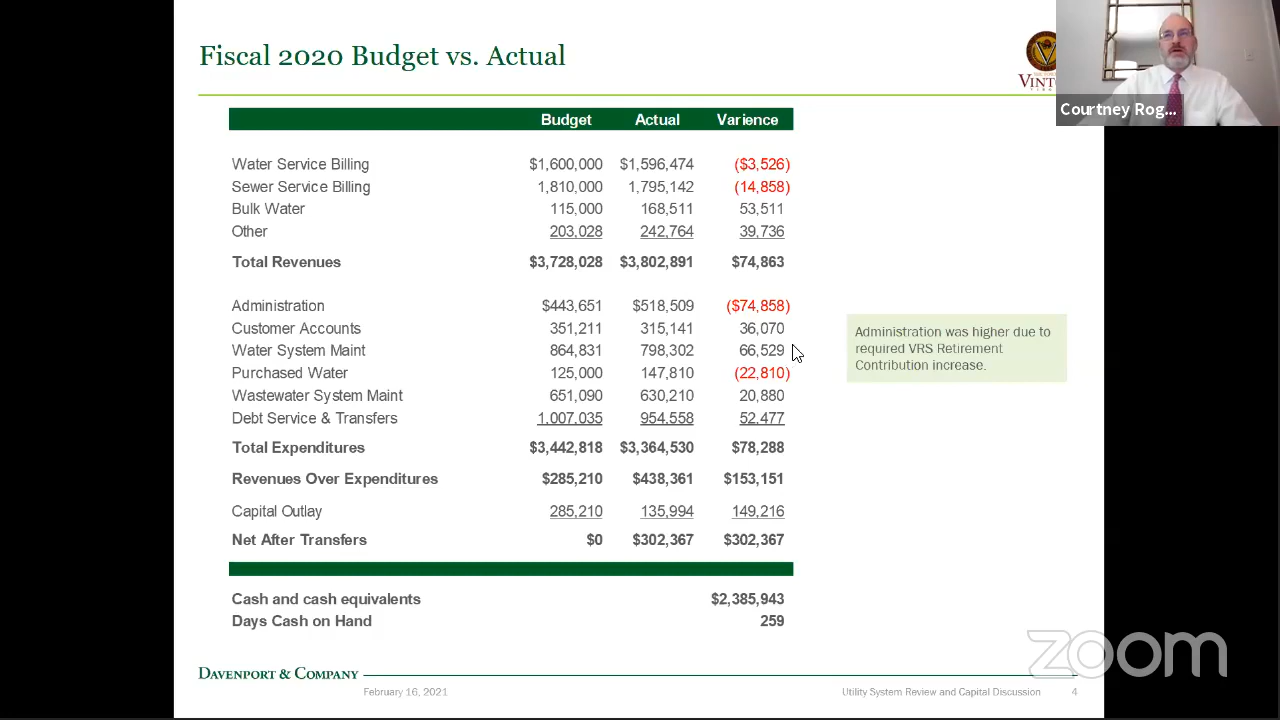 Fiscal 2020 Budget vs. Actual
Courtney Rog...
Budget Actual Varience
Water Service Billing $1,600,000 $1,596,474 ($3,526)
Sewer Service Billing 1,810,000 1,795,142 (14,858)
Bulk Water 115,000 168,511 53,511
Other 203,028 242,764 39,736
Total Revenues $3,728,028 $3,802,891 $74,863
Administration $443,651 $518,509 ($74,858)
Customer Accounts 351,211 315,141 36,070
Water System Maint 864,831 798,302 66,529
Purchased Water 125,000 147,810 (22,810)
Wastewater System Maint 651,090 630,210 20,880
Debt Service & Transfers 1,007,035 954,558 52,477
Total Expenditures $3,442,818 $3,364,530 $78,288
Revenues Over Expenditures $285,210 $438,361 $153,151
Capital Outlay 285,210 135,994 149,216
Net After Transfers $0 $302,367 $302,367
Cash and cash equivalents $2,385,943
Days Cash on Hand 259
Administration was higher due to
required VRS Retirement
Contribution increase.
DAVENPORT & COMPANY
February 16, 2021
Utility System Review and Capital Discussion 4
zoom